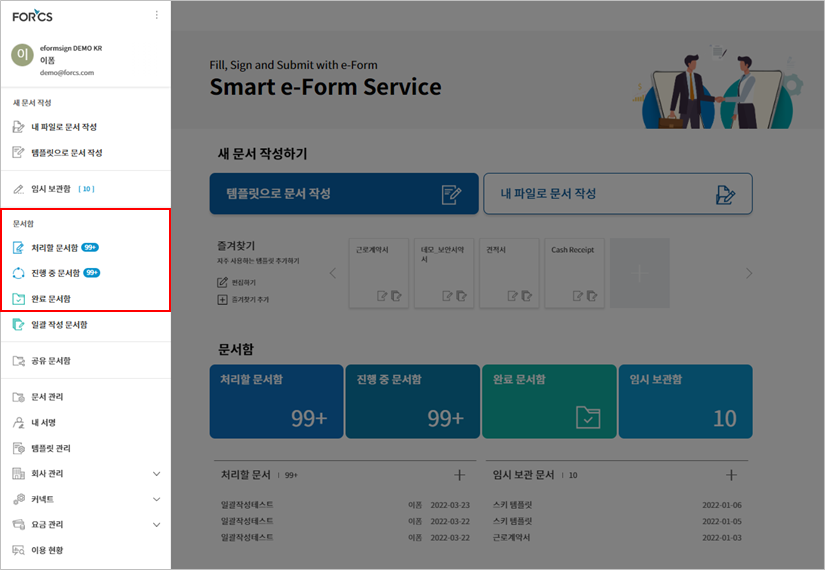 FORCS
이
eformsign DEMO KR
이폼
demo@forcs.com
새 문서 작성
내 파일로 문서 작성
템플릿으로 문서 작성
임시 보관함 [ 10 ]
문서함
처리할 문서함 99+
진행 중 문서함 99+
완료 문서함
일괄 작성 문서함
공유 문서함
문서 관리
내 서명
템플릿 관리
회사 관리
커넥트
요금 관리
이용 현황
Fill, Sign and Submit with e-Form
Smart e-Form Service
새 문서 작성하기
템플릿으로 문서 작성
내 파일로 문서 작성
즐겨찾기
자주 사용하는 템플릿 추가하기
편집하기
즐겨찾기 추가
근로계약서
데모_보안서약
서
견적서
Cash Receipt
문서함
처리할 문서함
99+
진행 중 문서함
99+
완료 문서함
임시 보관함
10
처리할 문서 | 99+
일괄작성테스트 이폼 2022-03-23
일괄작성테스트 이폼 2022-03-22
일괄작성테스트 이폼 2022-03-22
임시 보관 문서 | 10
스키 템플릿 2022-01-06
스키 템플릿 2022-01-05
근로계약서 2022-01-03